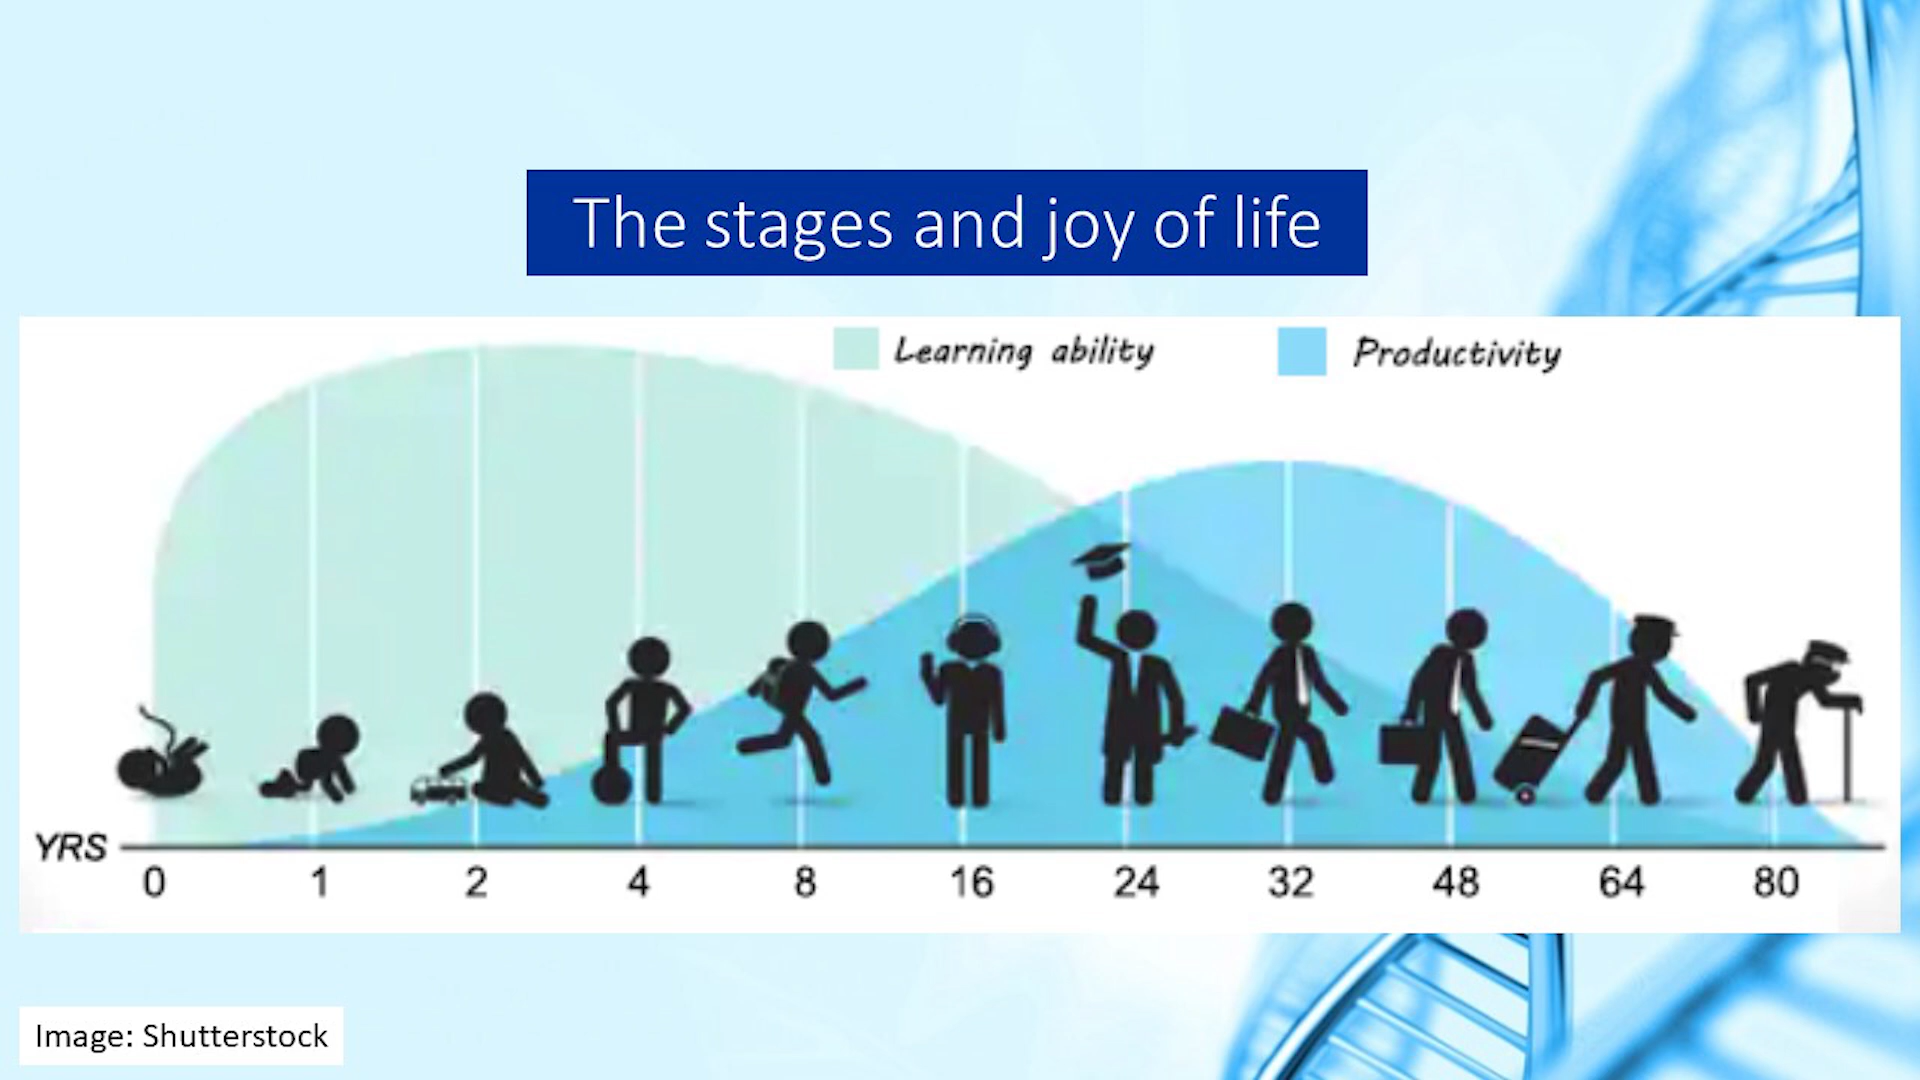 The stages and joy of life
Learning ability
Productivity
YRS
0 1 2 4 8 16 24 32 48 64 80
Image: Shutterstock